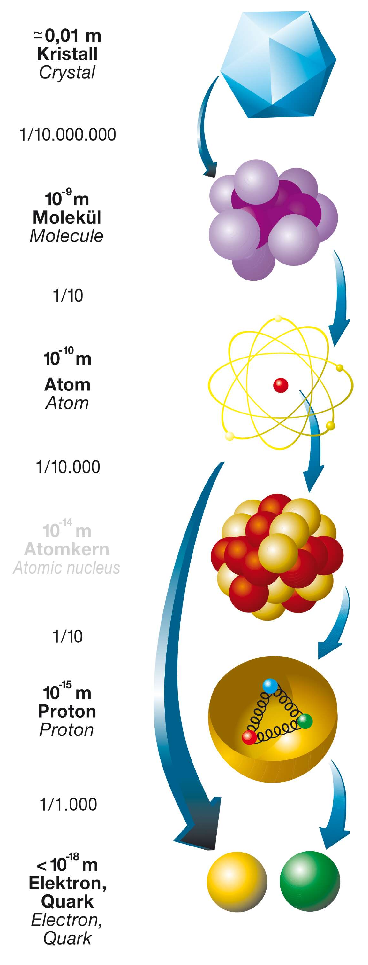 ≃0,01 m
Kristall
Crystal
1/10.000.000
10⁻⁹ m
Molekül
Molecule
1/10
10⁻¹⁰ m
Atom
Atom
1/10.000
10⁻¹⁴ m
Atomkern
Atomic nucleus
1/10
10⁻¹⁵ m
Proton
Proton
1/1.000
<10⁻¹⁸ m
Elektron,
Quark
Electron,
Quark